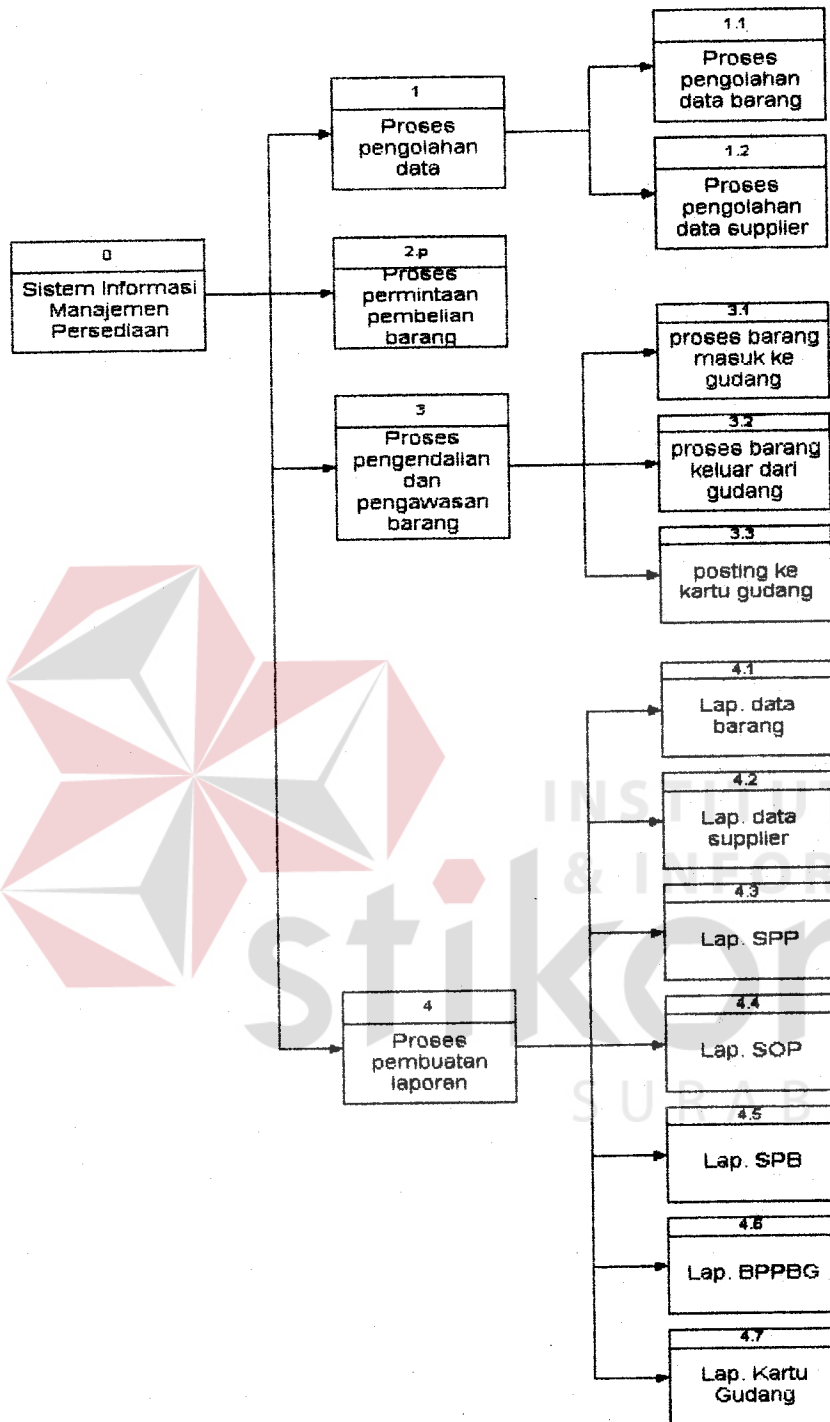 0
Sistem Informasi
Manajemen
Persediaan
1
Proses
pengolahan
data
1.1
Proses
pengolahan
data barang
1.2
Proses
pengolahan
data supplier
2.p
Proses
permintaan
pembelian
barang
3
Proses
pengendalian
dan
pengawasan
barang
3.1
proses barang
masuk ke
gudang
3.2
proses barang
keluar dari
gudang
3.3
posting ke
kartu gudang
4
Proses
pembuatan
laporan
4.1
Lap. data
barang
4.2
Lap. data
supplier
4.3
Lap. SPP
4.4
Lap. SOP
4.5
Lap. SPB
4.6
Lap. BPPBG
4.7
Lap. Kartu
Gudang
INSTITUT
& INFOR
stikom
SURAB